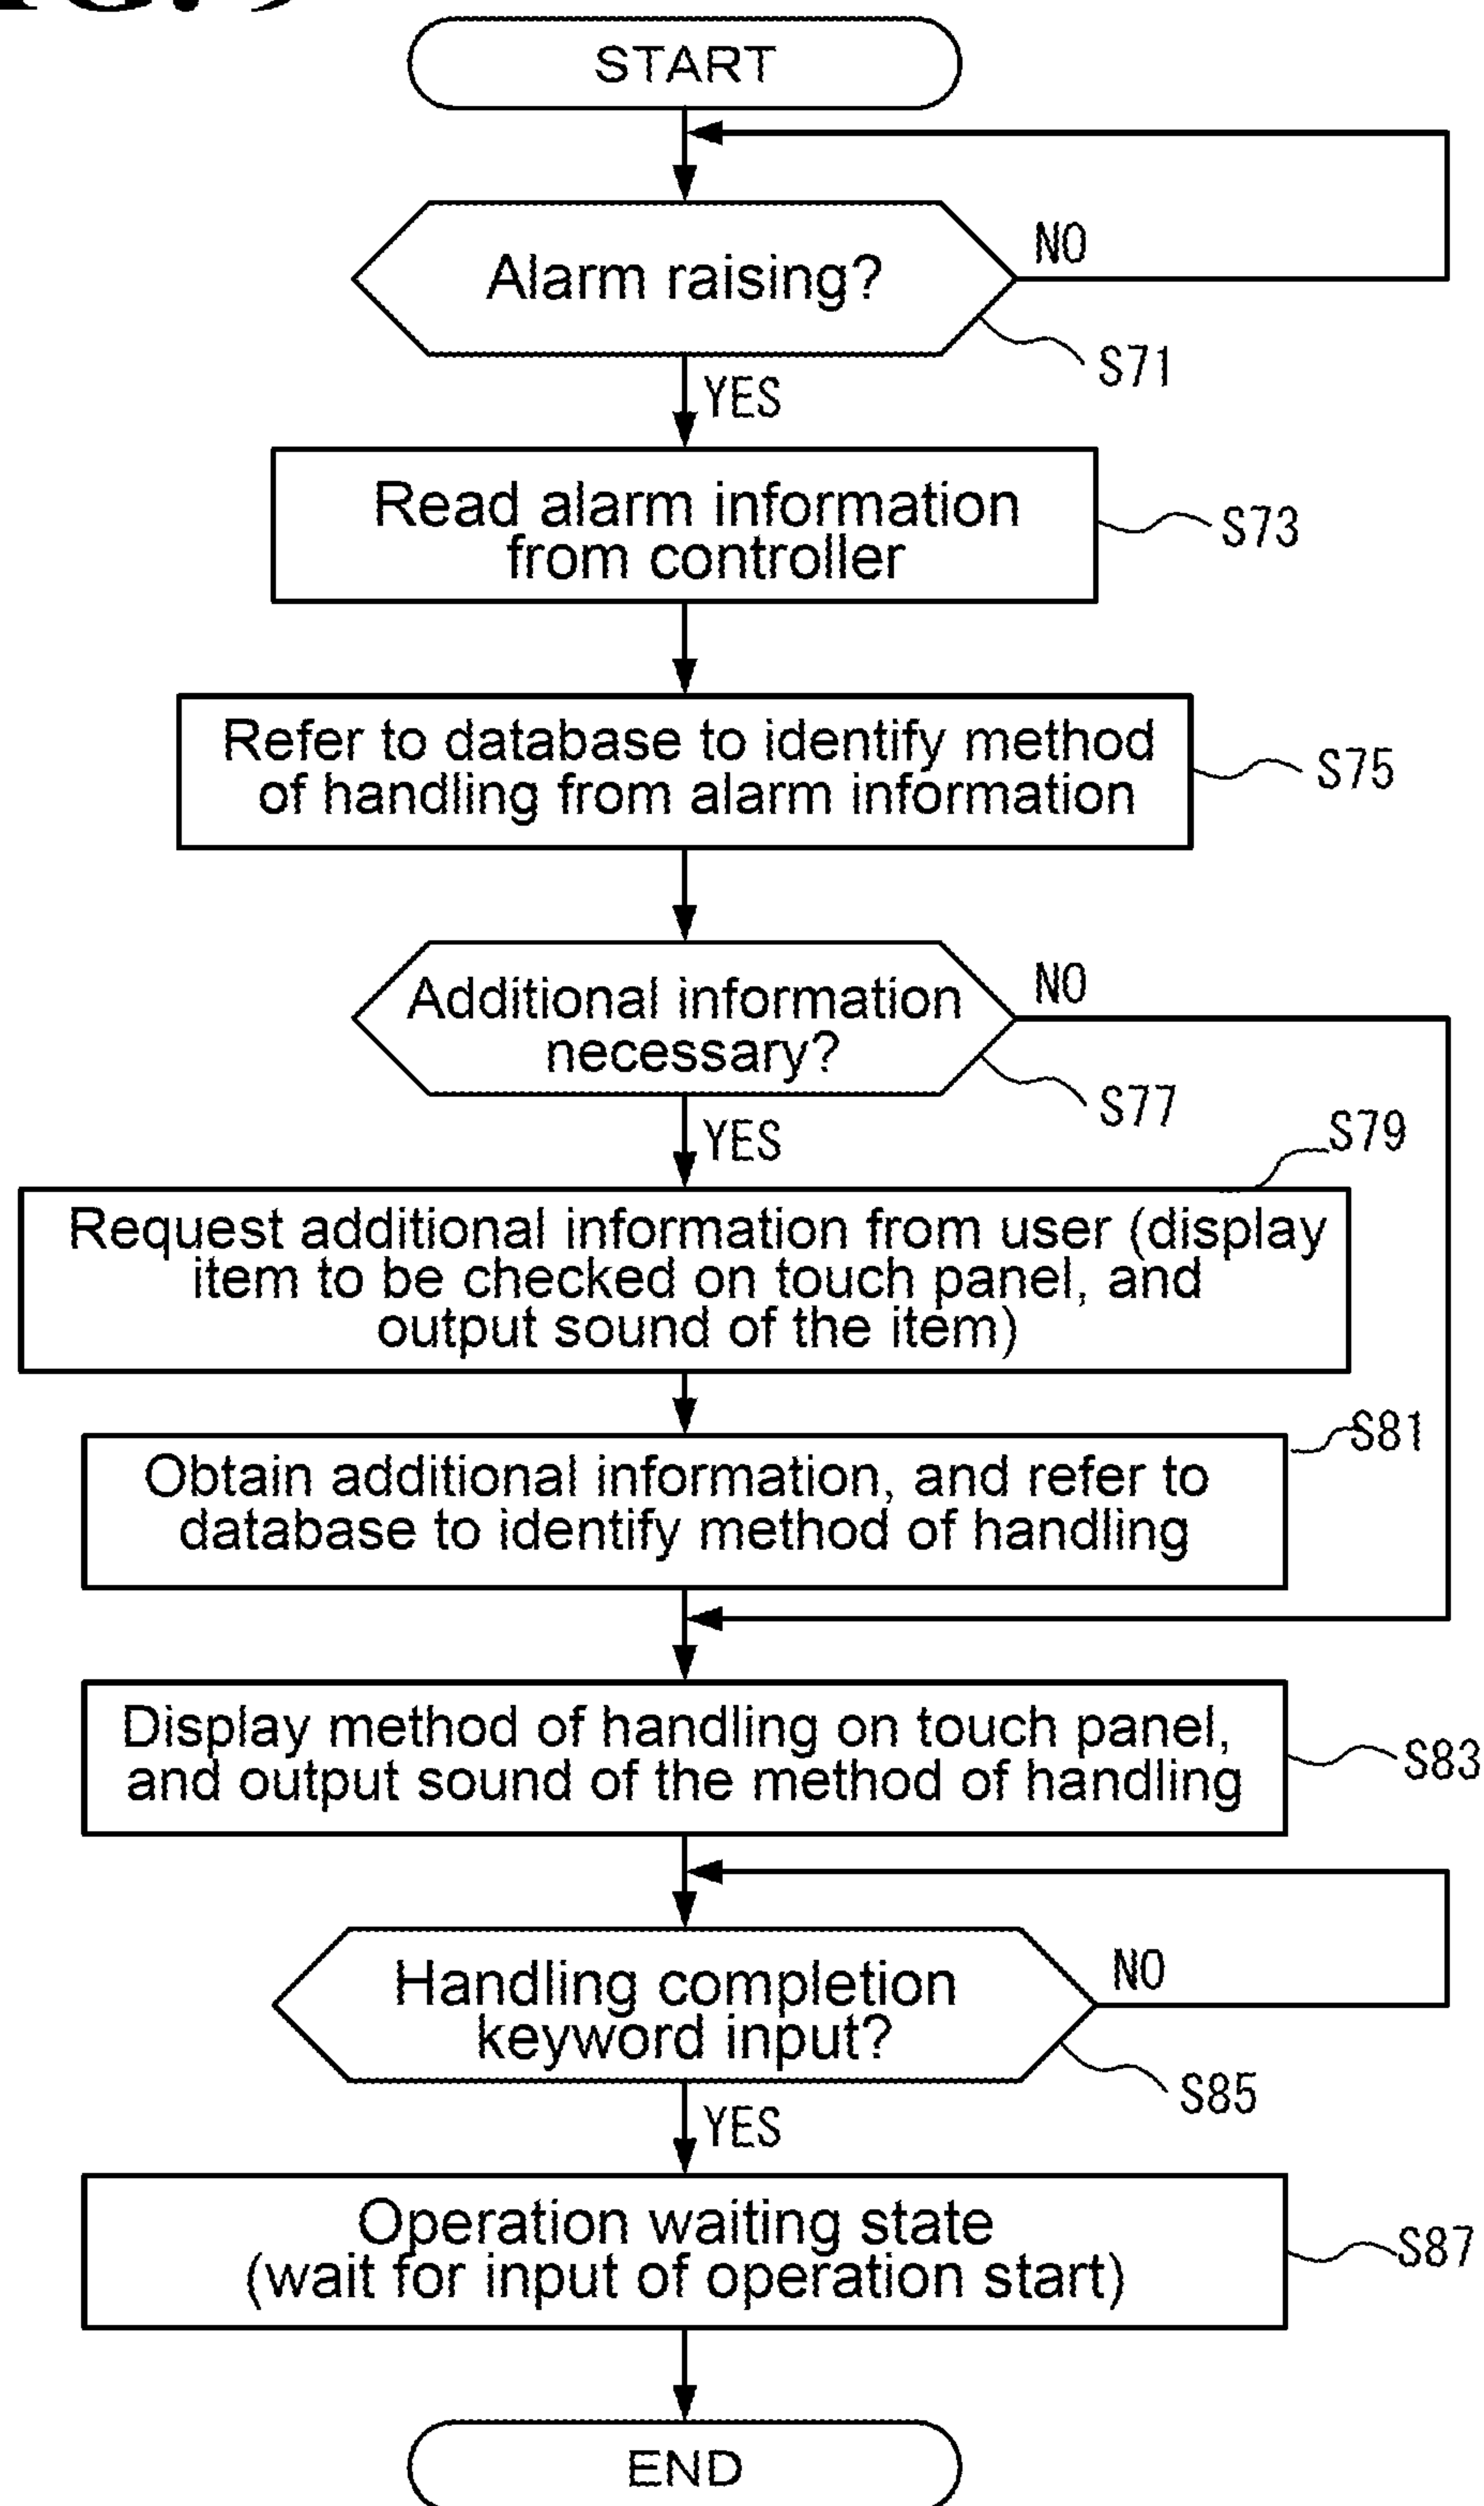 START
Alarm raising?
NO
S71
YES
Read alarm information
from controller
S73
Refer to database to identify method
of handling from alarm information
S75
Additional information
necessary?
NO
S77
YES
S79
Request additional information from user (display
item to be checked on touch panel, and
output sound of the item)
S81
Obtain additional information, and refer to
database to identify method of handling
Display method of handling on touch panel,
and output sound of the method of handling
S83
Handling completion
keyword input?
NO
S85
YES
Operation waiting state
(wait for input of operation start)
S87
END